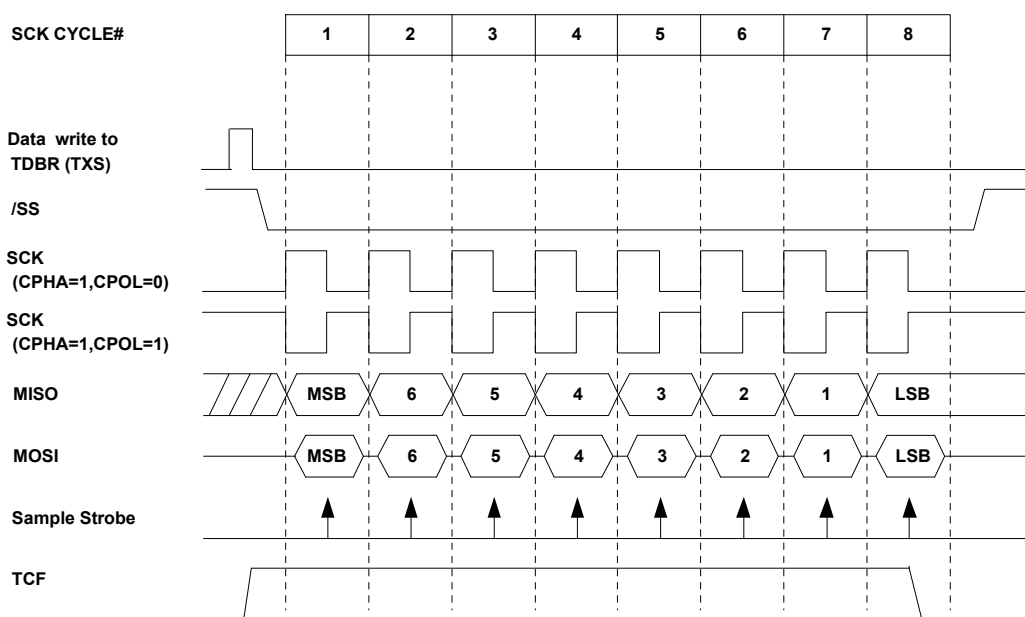 SCK CYCLE# 1 2 3 4 5 6 7 8
Data write to
TDBR (TXS)
/SS
SCK
(CPHA=1,CPOL=0)
SCK
(CPHA=1,CPOL=1)
MISO MSB 6 5 4 3 2 1 LSB
MOSI MSB 6 5 4 3 2 1 LSB
Sample Strobe
TCF